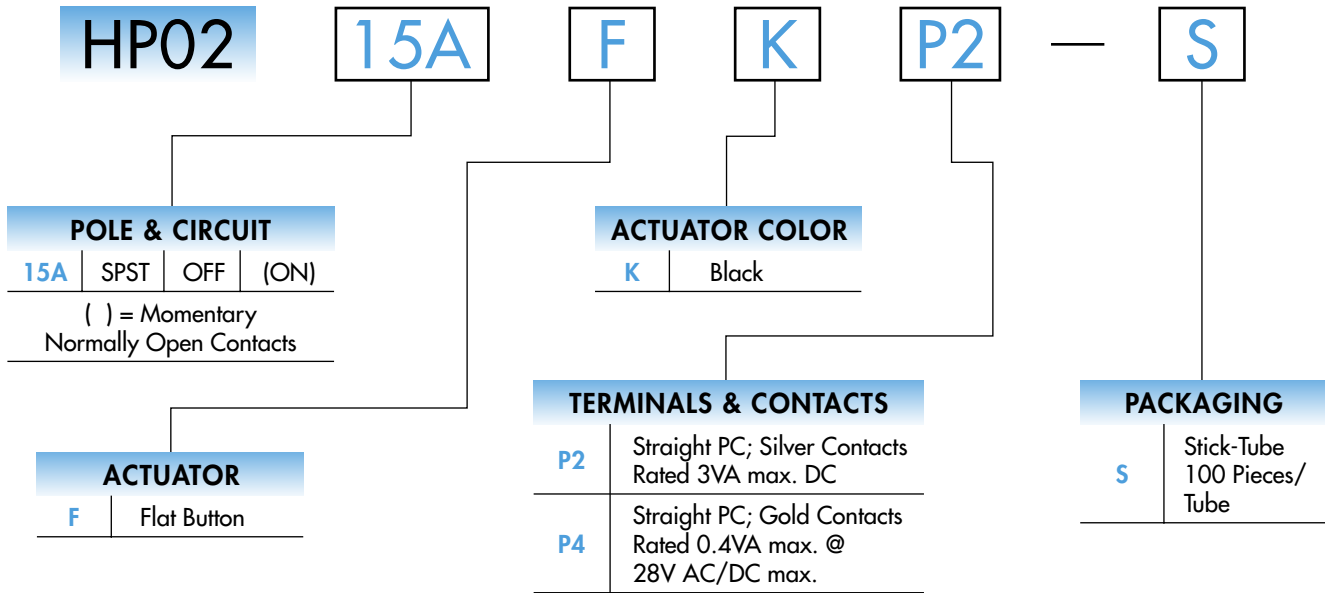 HP02 15A F K P2 — S
POLE & CIRCUIT
15A SPST OFF (ON)
( ) = Momentary
Normally Open Contacts
ACTUATOR
F Flat Button
ACTUATOR COLOR
K Black
TERMINALS & CONTACTS
P2 Straight PC; Silver Contacts
Rated 3VA max. DC
P4 Straight PC; Gold Contacts
Rated 0.4VA max. @
28V AC/DC max.
PACKAGING
S Stick-Tube
100 Pieces/
Tube